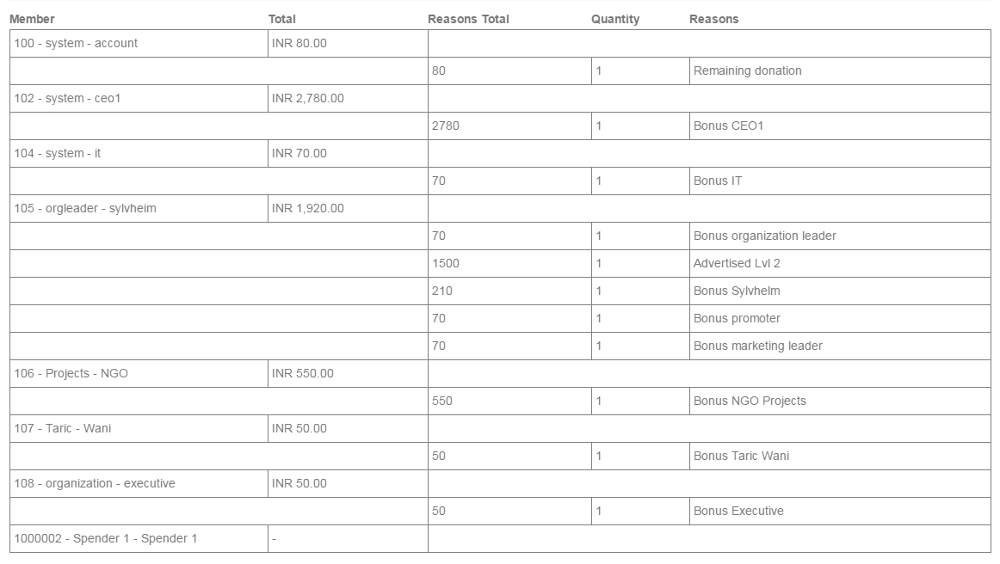 Member Total Reasons Total Quantity Reasons
100 - system - account INR 80.00
80 1 Remaining donation
102 - system - ceo1 INR 2,780.00
2780 1 Bonus CEO1
104 - system - it INR 70.00
70 1 Bonus IT
105 - orgleader - sylvheim INR 1,920.00
70 1 Bonus organization leader
1500 1 Advertised Lvl 2
210 1 Bonus Sylvhelm
70 1 Bonus promoter
70 1 Bonus marketing leader
106 - Projects - NGO INR 550.00
550 1 Bonus NGO Projects
107 - Taric - Wani INR 50.00
50 1 Bonus Taric Wani
108 - organization - executive INR 50.00
50 1 Bonus Executive
1000002 - Spender 1 - Spender 1 -